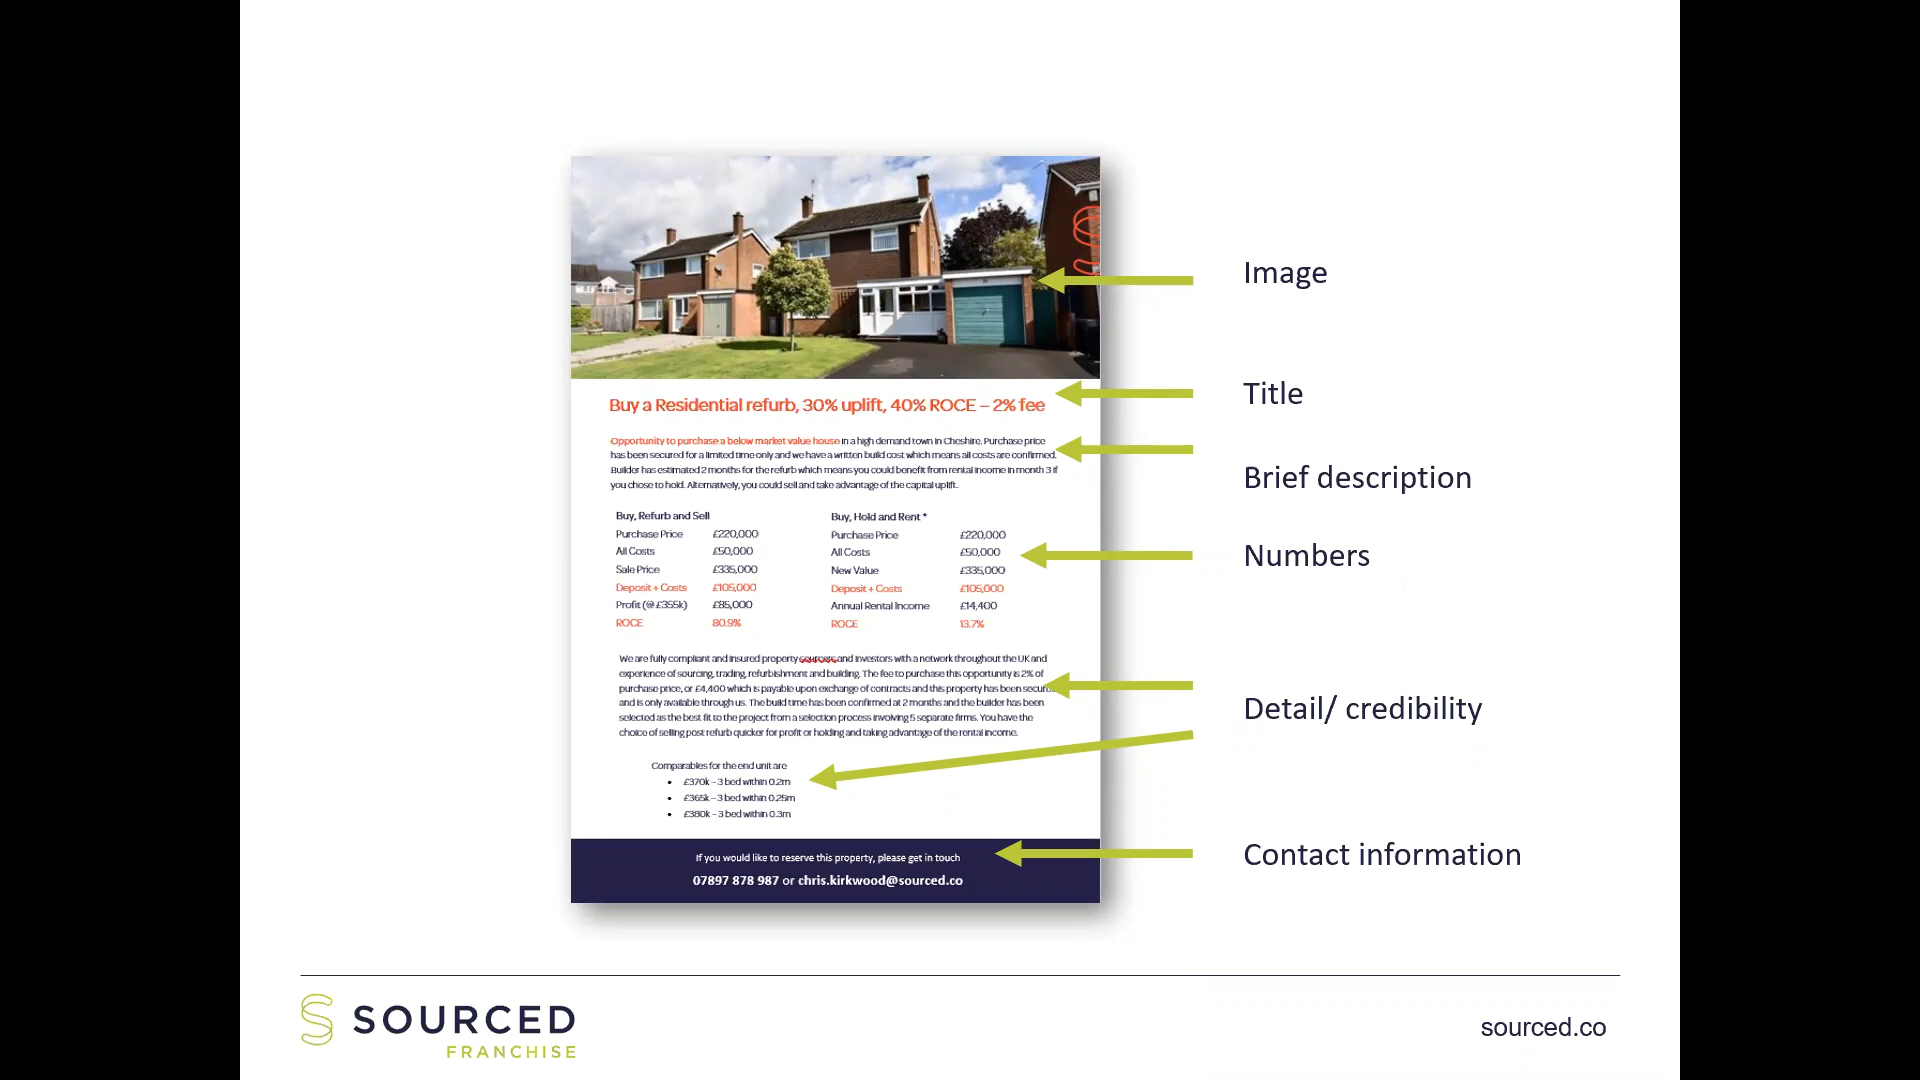 Image
Title
Buy a Residential refurb, 30% uplift, 40% ROCE – 2% fee
Opportunity to purchase a below market value house in a high demand town in Cheshire. Purchase price
has been secured for a limited time only and we have a written build cost which means all costs are confirmed.
Builder has estimated 2 months for the refurb which means you could benefit from rental income in month 3 if
you chose to hold. Alternatively, you could sell and take advantage of the capital uplift.
Brief description
Buy, Refurb and Sell
Purchase Price £220,000
All Costs £50,000
Sale Price £335,000
Deposit + Costs £105,000
Profit (@ £355k) £85,000
ROCE 80.9%
Buy, Hold and Rent *
Purchase Price £220,000
All Costs £50,000
New Value £335,000
Deposit + Costs £105,000
Annual Rental Income £14,400
ROCE 13.7%
Numbers
We are fully compliant and insured property sourcers and investors with a network throughout the UK and
experience of sourcing, trading, refurbishment and building. The fee to purchase this opportunity is 2% of
purchase price, or £4,400 which is payable upon exchange of contracts and this property has been
and is only available through us. The build time has been confirmed at 2 months and the builder has been
selected as the best fit to the project from a selection process involving 5 separate firms. You have the
choice of selling post refurb quicker for profit or holding and taking advantage of the rental income.
Detail/ credibility
Comparables for the end unit are
• £370k – 3 bed within 0.2m
• £365k – 3 bed within 0.25m
• £380k – 3 bed within 0.3m
If you would like to reserve this property, please get in touch
07897 878 987 or chris.kirkwood@sourced.co
Contact information
SOURCED
FRANCHISE
sourced.co